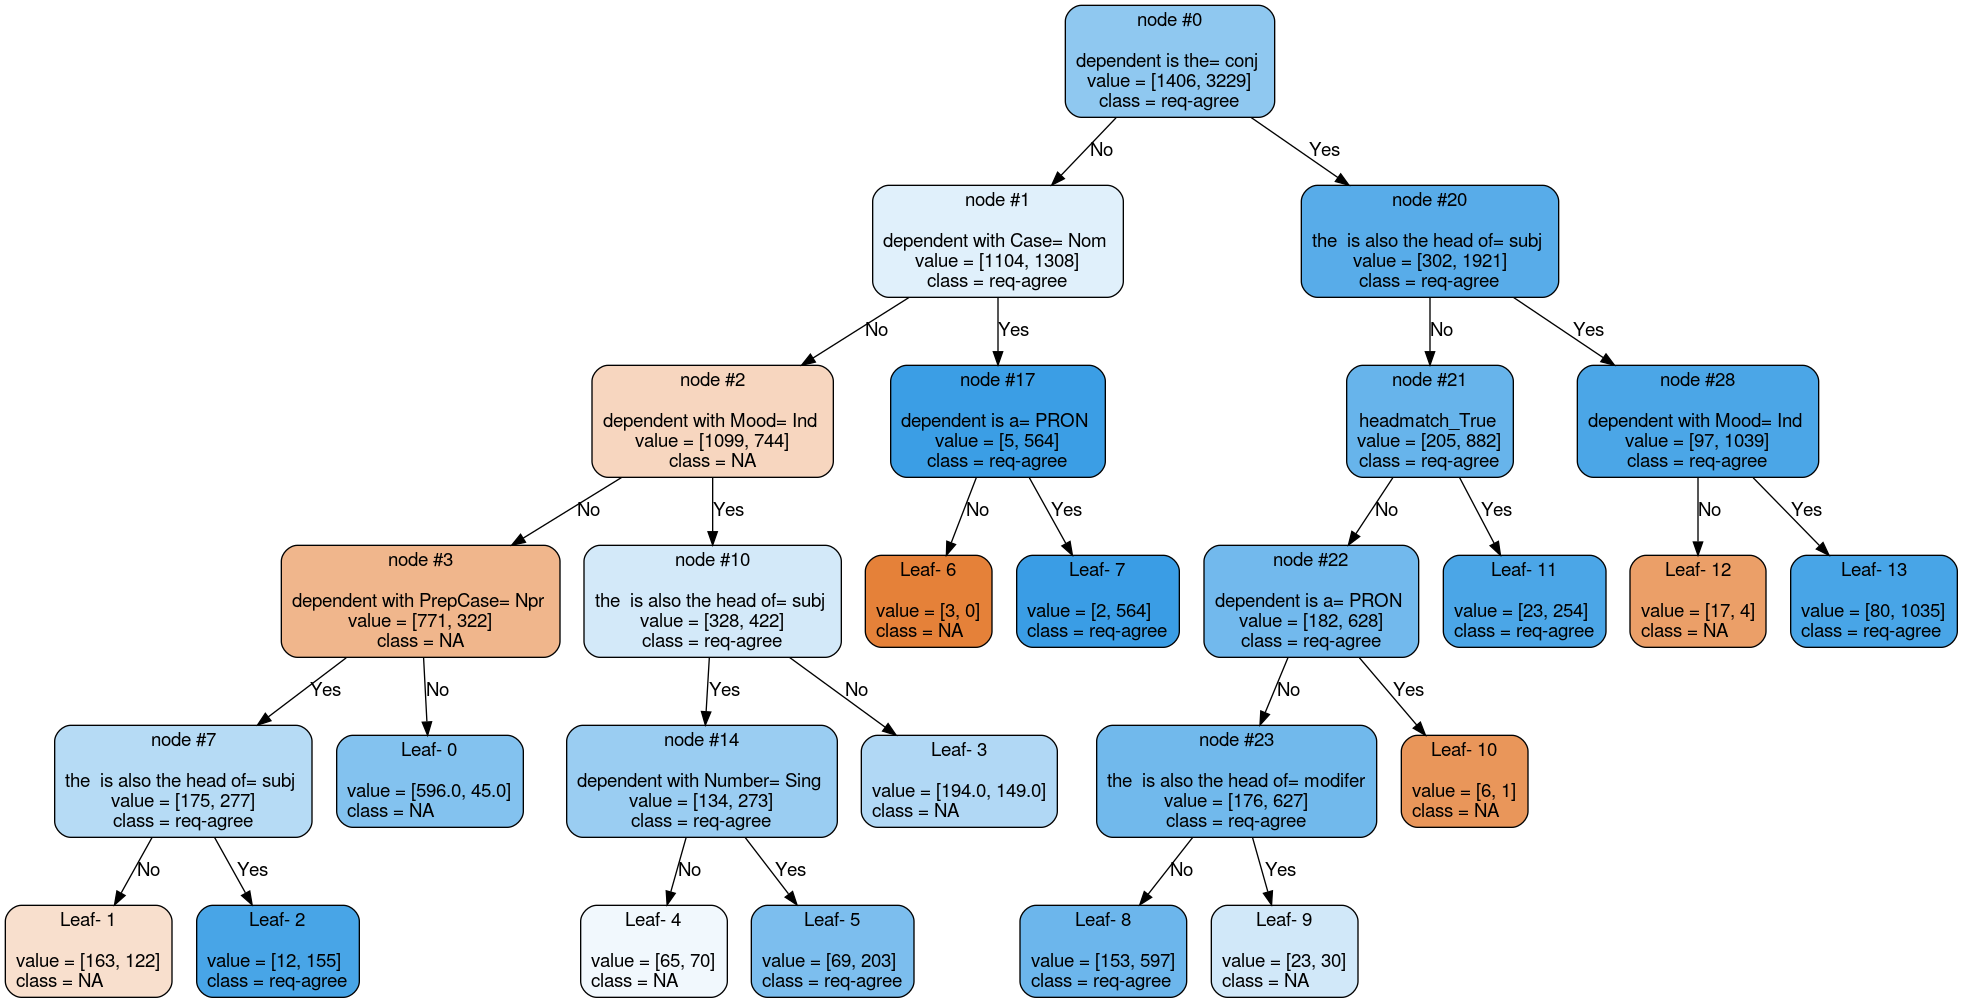 node #0
dependent is the= conj
value = [1406, 3229]
class = req-agree
No
Yes
node #1
dependent with Case= Nom
value = [1104, 1308]
class = req-agree
node #20
the  is also the head of= subj
value = [302, 1921]
class = req-agree
No
Yes
No
Yes
node #2
dependent with Mood= Ind
value = [1099, 744]
class = NA
node #17
dependent is a= PRON
value = [5, 564]
class = req-agree
node #21
headmatch_True
value = [205, 882]
class = req-agree
node #28
dependent with Mood= Ind
value = [97, 1039]
class = req-agree
No
Yes
No
Yes
No
Yes
No
Yes
node #3
dependent with PrepCase= Npr
value = [771, 322]
class = NA
node #10
the  is also the head of= subj
value = [328, 422]
class = req-agree
Leaf- 6
value = [3, 0]
class = NA
Leaf- 7
value = [2, 564]
class = req-agree
node #22
dependent is a= PRON
value = [182, 628]
class = req-agree
Leaf- 11
value = [23, 254]
class = req-agree
Leaf- 12
value = [17, 4]
class = NA
Leaf- 13
value = [80, 1035]
class = req-agree
Yes
No
Yes
No
No
Yes
node #7
the  is also the head of= subj
value = [175, 277]
class = req-agree
Leaf- 0
value = [596.0, 45.0]
class = NA
node #14
dependent with Number= Sing
value = [134, 273]
class = req-agree
Leaf- 3
value = [194.0, 149.0]
class = NA
node #23
the  is also the head of= modifer
value = [176, 627]
class = req-agree
Leaf- 10
value = [6, 1]
class = NA
No
Yes
No
Yes
No
Yes
Leaf- 1
value = [163, 122]
class = NA
Leaf- 2
value = [12, 155]
class = req-agree
Leaf- 4
value = [65, 70]
class = NA
Leaf- 5
value = [69, 203]
class = req-agree
Leaf- 8
value = [153, 597]
class = req-agree
Leaf- 9
value = [23, 30]
class = NA